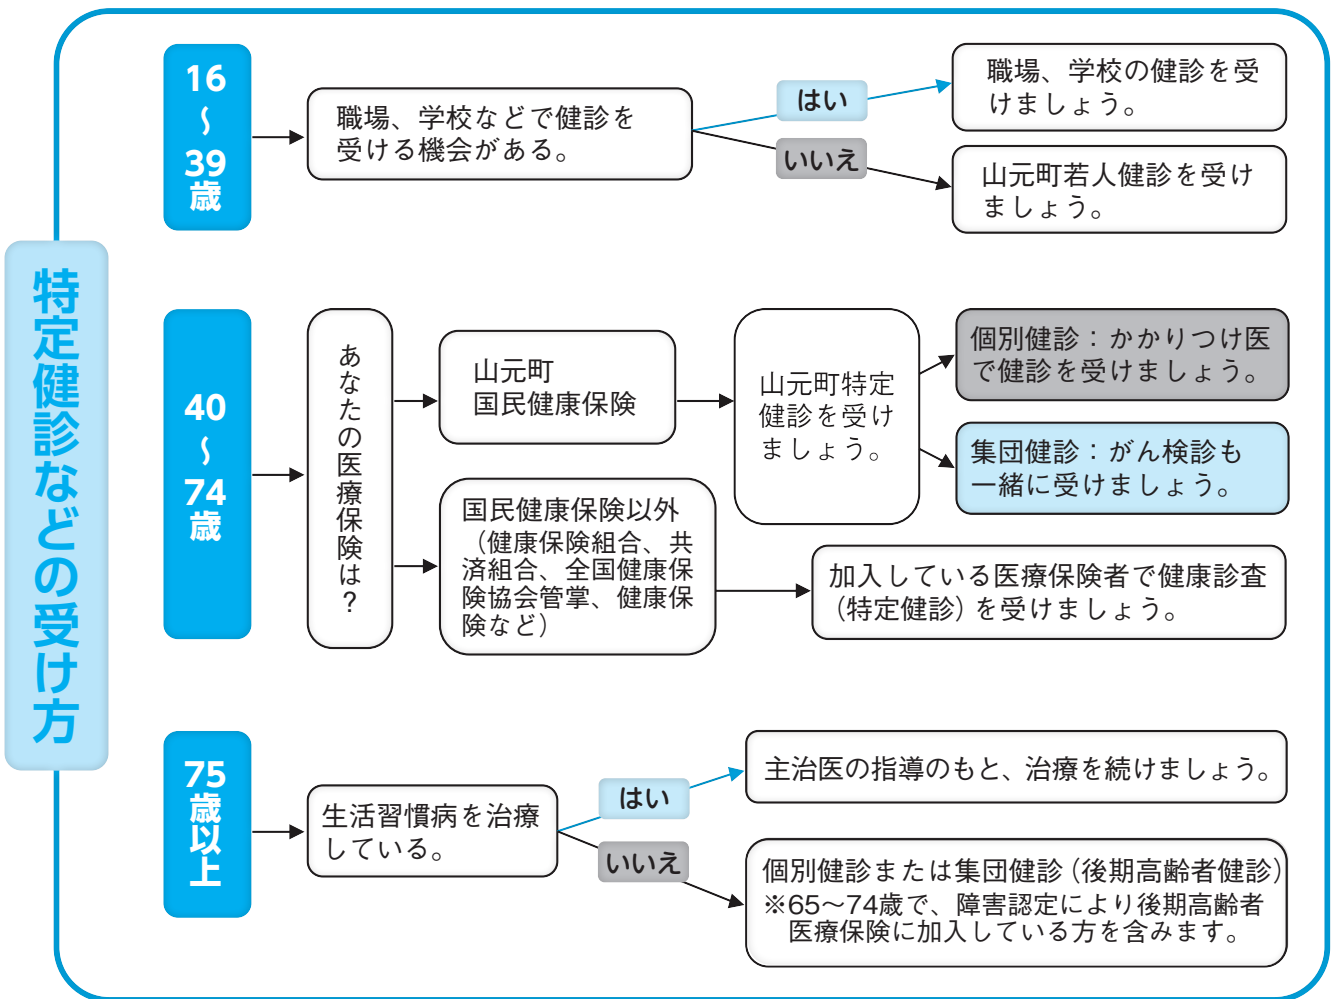 特定健診などの受け方
16～39歳
職場、学校などで健診を
受ける機会がある。
はい
職場、学校の健診を受
けましょう。
いいえ
山元町若人健診を受け
ましょう。
40～74歳
あなたの医療保険は？
山元町
国民健康保険
山元町特定
健診を受け
ましょう。
個別健診：かかりつけ医
で健診を受けましょう。
集団健診：がん検診も
一緒に受けましょう。
国民健康保険以外
（健康保険組合、共
済組合、全国健康保
険協会管掌、健康保
険など）
加入している医療保険者で健康診査
（特定健診）を受けましょう。
75歳以上
生活習慣病を治療
している。
はい
主治医の指導のもと、治療を続けましょう。
いいえ
個別健診または集団健診（後期高齢者健診）
※65～74歳で、障害認定により後期高齢者
医療保険に加入している方を含みます。